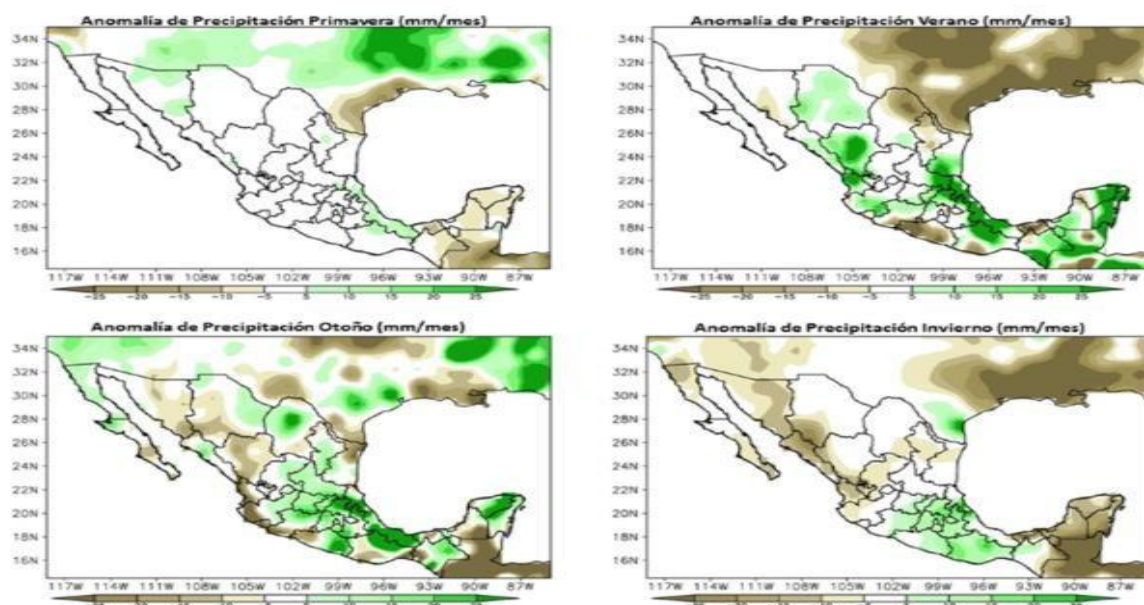 Anomalía de Precipitación Primavera (mm/mes)
34N
32N
30N
28N
26N
24N
22N
20N
18N
16N
117W 114W 111W 108W 105W 102W 99W 96W 93W 90W 87W
-25 -20 -15 -10 -5 5 10 15 20 25
Anomalía de Precipitación Verano (mm/mes)
34N
32N
30N
28N
26N
24N
22N
20N
18N
16N
117W 114W 111W 108W 105W 102W 99W 96W 93W 90W 87W
-25 -20 -15 -10 -5 5 10 15 20 25
Anomalía de Precipitación Otoño (mm/mes)
34N
32N
30N
28N
26N
24N
22N
20N
18N
16N
117W 114W 111W 108W 105W 102W 99W 96W 93W 90W 87W
Anomalía de Precipitación Invierno (mm/mes)
34N
32N
30N
28N
26N
24N
22N
20N
18N
16N
117W 114W 111W 108W 105W 102W 99W 96W 93W 90W 87W